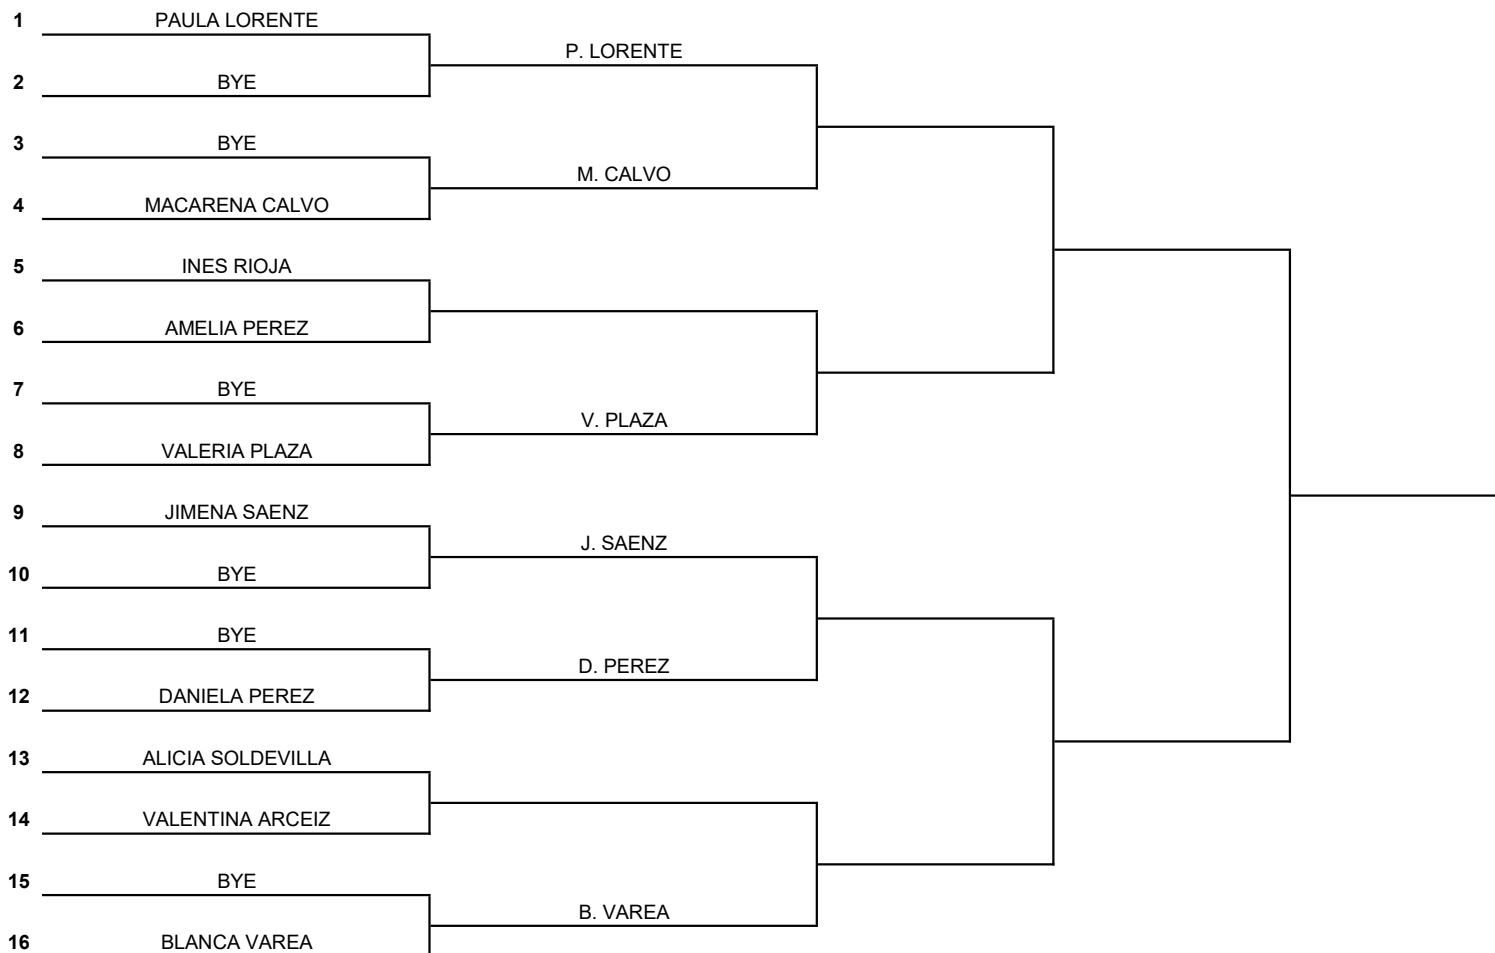 1 PAULA LORENTE
P. LORENTE
2 BYE
3 BYE
M. CALVO
4 MACARENA CALVO
5 INES RIOJA
6 AMELIA PEREZ
7 BYE
V. PLAZA
8 VALERIA PLAZA
9 JIMENA SAENZ
J. SAENZ
10 BYE
11 BYE
D. PEREZ
12 DANIELA PEREZ
13 ALICIA SOLDEVILLA
14 VALENTINA ARCEIZ
15 BYE
B. VAREA
16 BLANCA VAREA